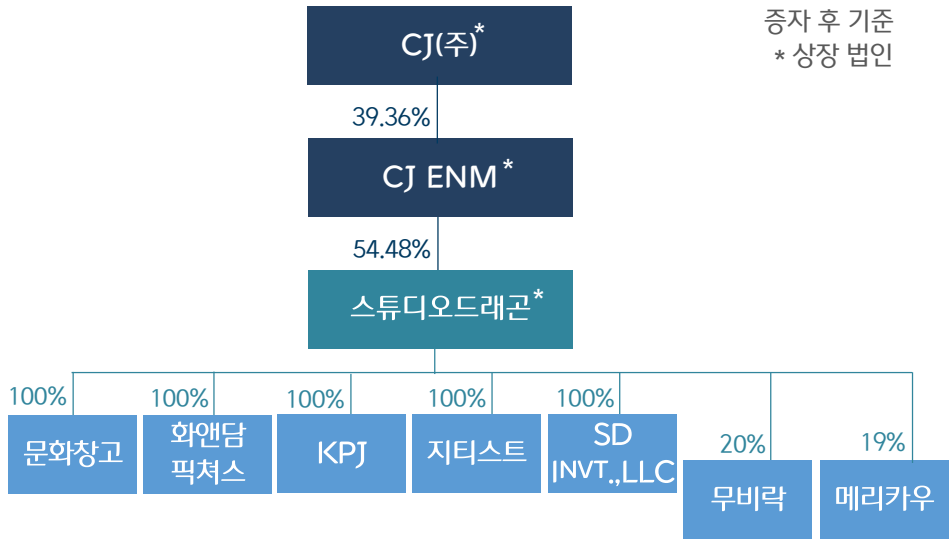 증자 후 기준
* 상장 법인
CJ(주)*
39.36%
CJ ENM*
54.48%
스튜디오드래곤*
100%
문화창고
100%
화앤담
픽쳐스
100%
KPJ
100%
지티스트
100%
SD
INVT.,LLC
20%
무비락
19%
메리카우